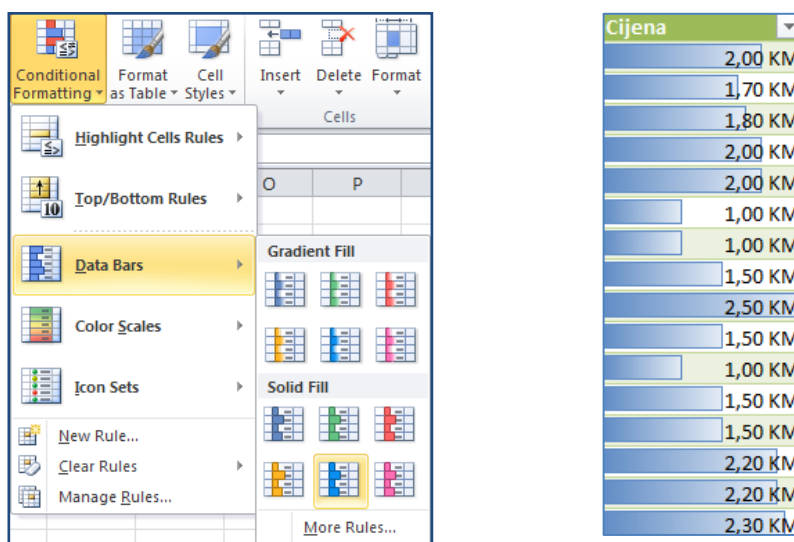 Conditional Formatting
Format as Table
Cell Styles
Insert
Delete
Format
Cells
Highlight Cells Rules
≤≥
Top/Bottom Rules
10
Data Bars
Color Scales
Icon Sets
New Rule...
Clear Rules
Manage Rules...
O P
Gradient Fill
Solid Fill
More Rules...
Cijena
2,00 KM
1,70 KM
1,80 KM
2,00 KM
2,00 KM
1,00 KM
1,00 KM
1,50 KM
2,50 KM
1,50 KM
1,00 KM
1,50 KM
1,50 KM
2,20 KM
2,20 KM
2,30 KM